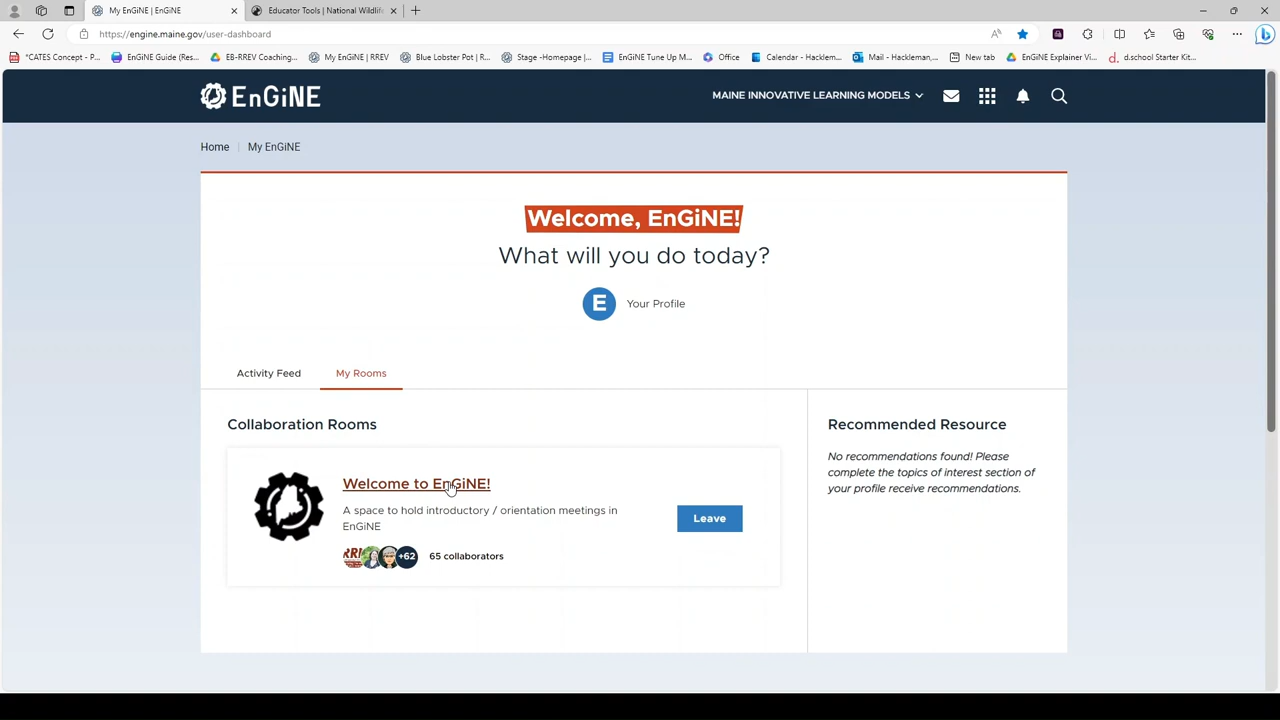 My EnGiNE | EnGiNE
Educator Tools | National Wildlife
https://engine.maine.gov/user-dashboard
*CATES Concept - P...
EnGiNE Guide (Res...
EB-RREV Coaching...
My EnGiNE | RREV
Blue Lobster Pot | R...
Stage -Homepage |...
EnGiNE Tune Up M...
Office
Calendar - Hacklem...
Mail - Hackleman,...
New tab
EnGiNE Explainer Vi...
d.school Starter Kit...
EnGiNE
MAINE INNOVATIVE LEARNING MODELS
Home | My EnGiNE
Welcome, EnGiNE!
What will you do today?
E Your Profile
Activity Feed
My Rooms
Collaboration Rooms
Welcome to EnGiNE!
A space to hold introductory / orientation meetings in
EnGiNE
+62
65 collaborators
Leave
Recommended Resource
No recommendations found! Please
complete the topics of interest section of
your profile receive recommendations.